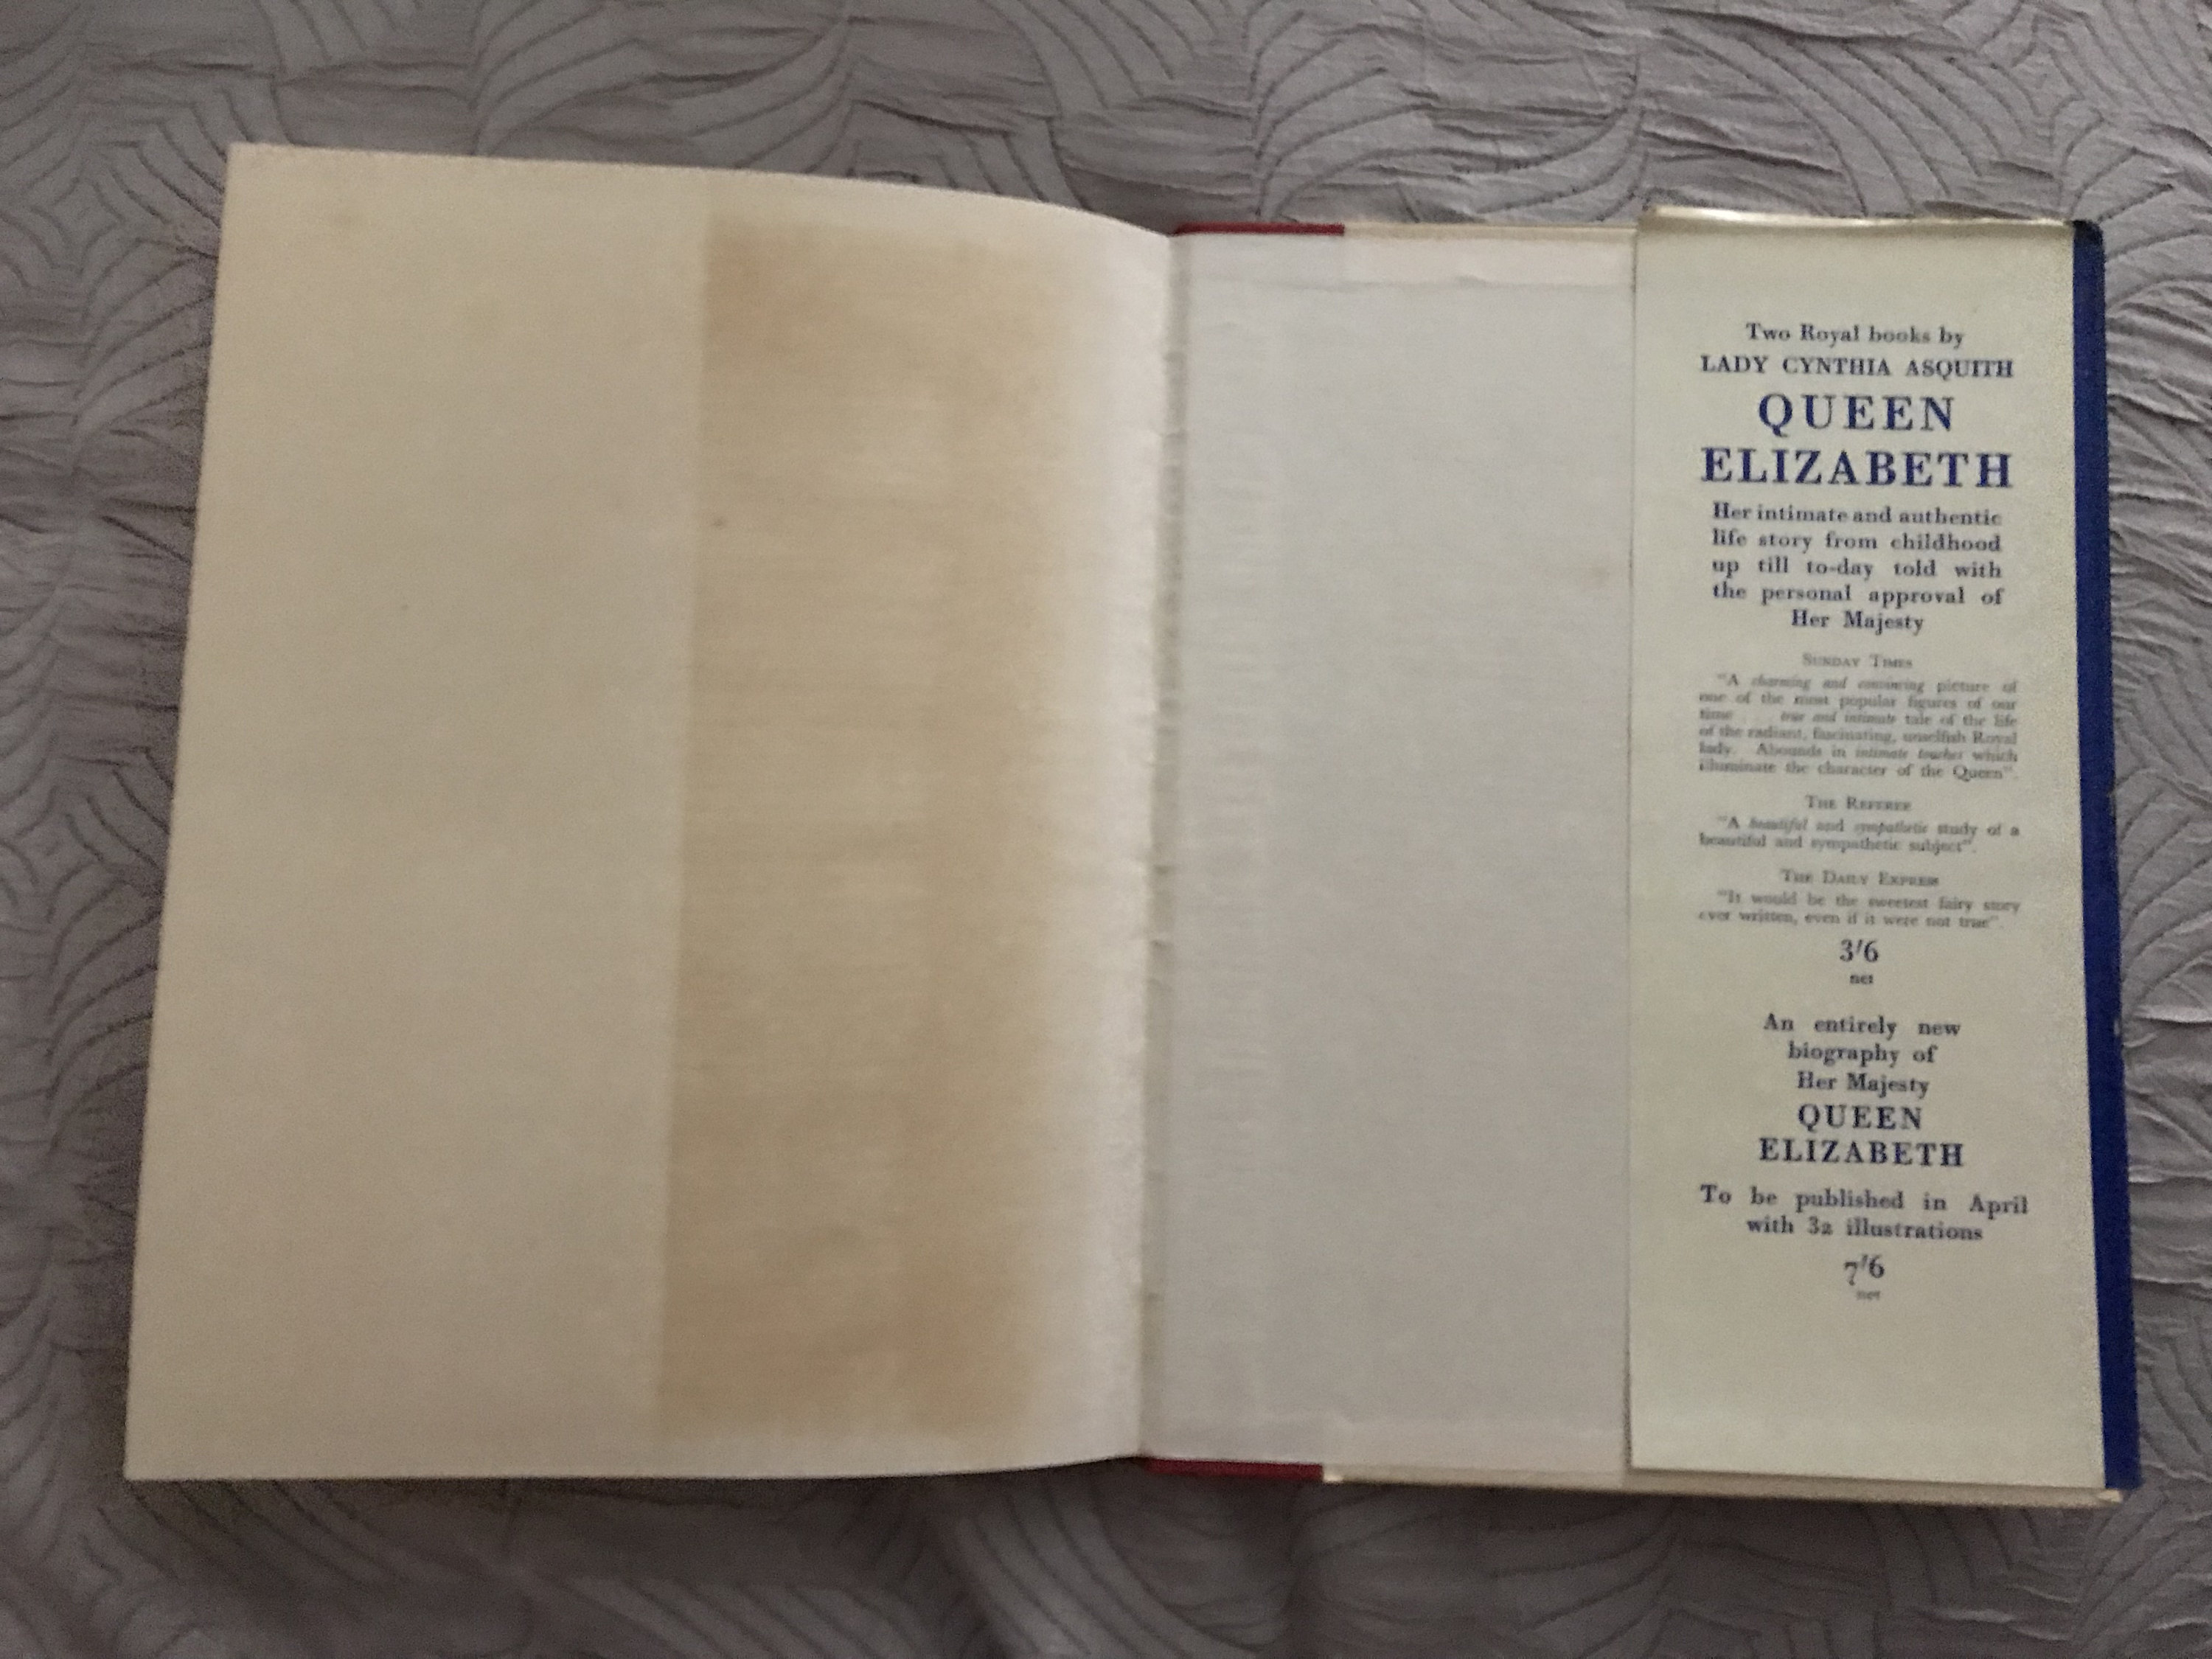 Two Royal books by
LADY CYNTHIA ASQUITH
QUEEN
ELIZABETH
Her intimate and authentic
life story from childhood
up till to-day told with
the personal approval of
Her Majesty
SUNDAY TIMES
"A charming and convincing picture of
one of the most popular figures of our
time . . . true and intimate tale of the life
of the radiant, fascinating, unselfish Royal
lady. Abounds in intimate touches which
illuminate the character of the Queen".
THE REFEREE
"A beautiful and sympathetic study of a
beautiful and sympathetic subject".
THE DAILY EXPRESS
"It would be the sweetest fairy story
ever written, even if it were not true".
3/6
net
An entirely new
biography of
Her Majesty
QUEEN
ELIZABETH
To be published in April
with 32 illustrations
7/6
net